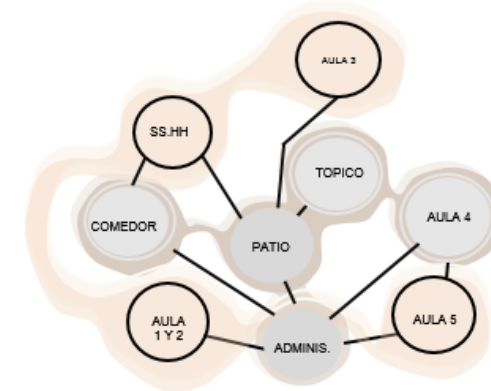 AULA 3
SS.HH
TOPICO
COMEDOR
AULA 4
PATIO
AULA
1 Y 2
AULA 5
ADMINIS.